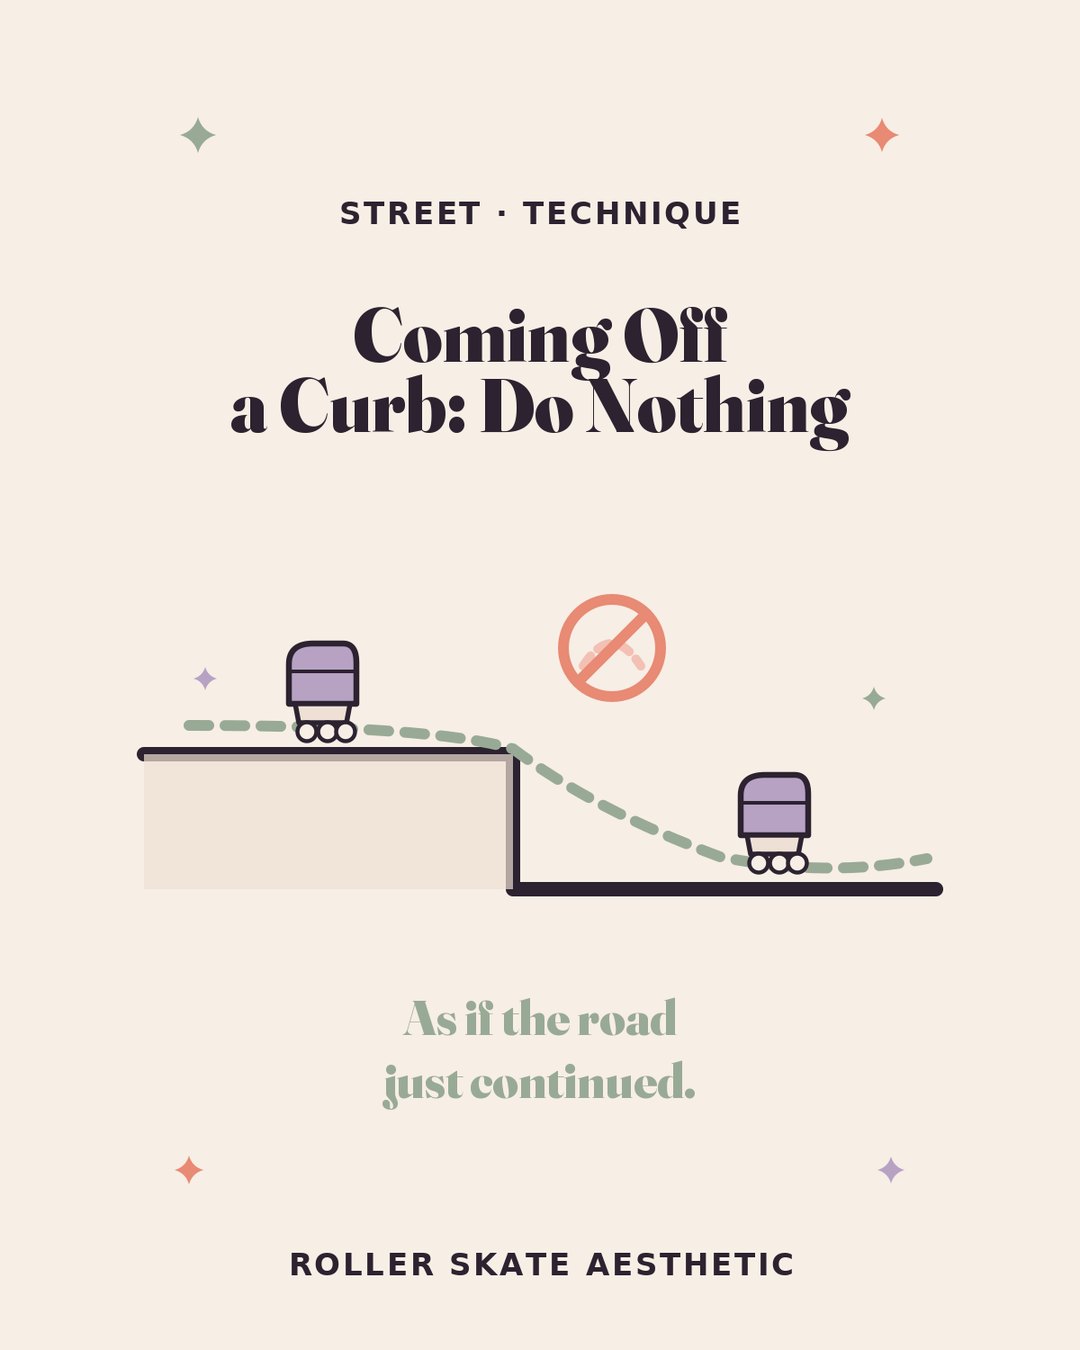 STREET · TECHNIQUE
Coming Off
a Curb: Do Nothing
As if the road
just continued.
ROLLER SKATE AESTHETIC